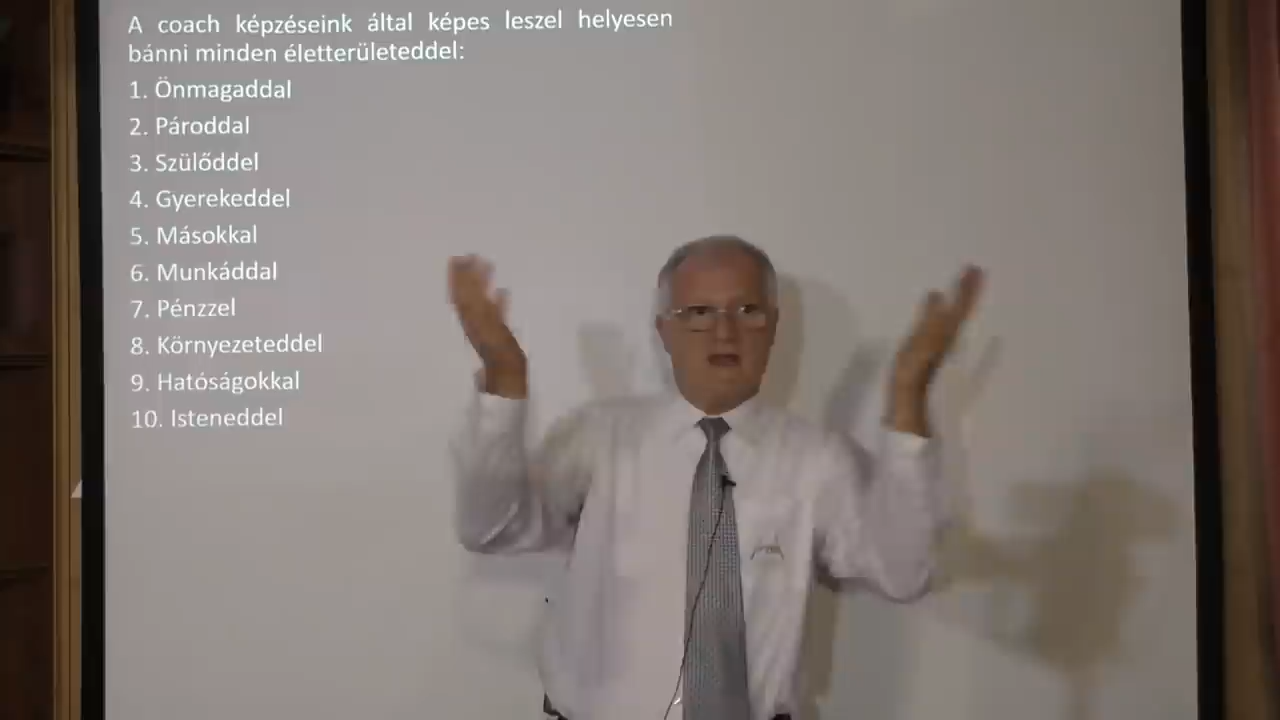 A coach képzéseink által képes leszel helyesen
bánni minden életterületeddel:
1. Önmagaddal
2. Pároddal
3. Szülőddel
4. Gyerekeddel
5. Másokkal
6. Munkáddal
7. Pénzzel
8. Környezeteddel
9. Hatóságokkal
10. Isteneddel